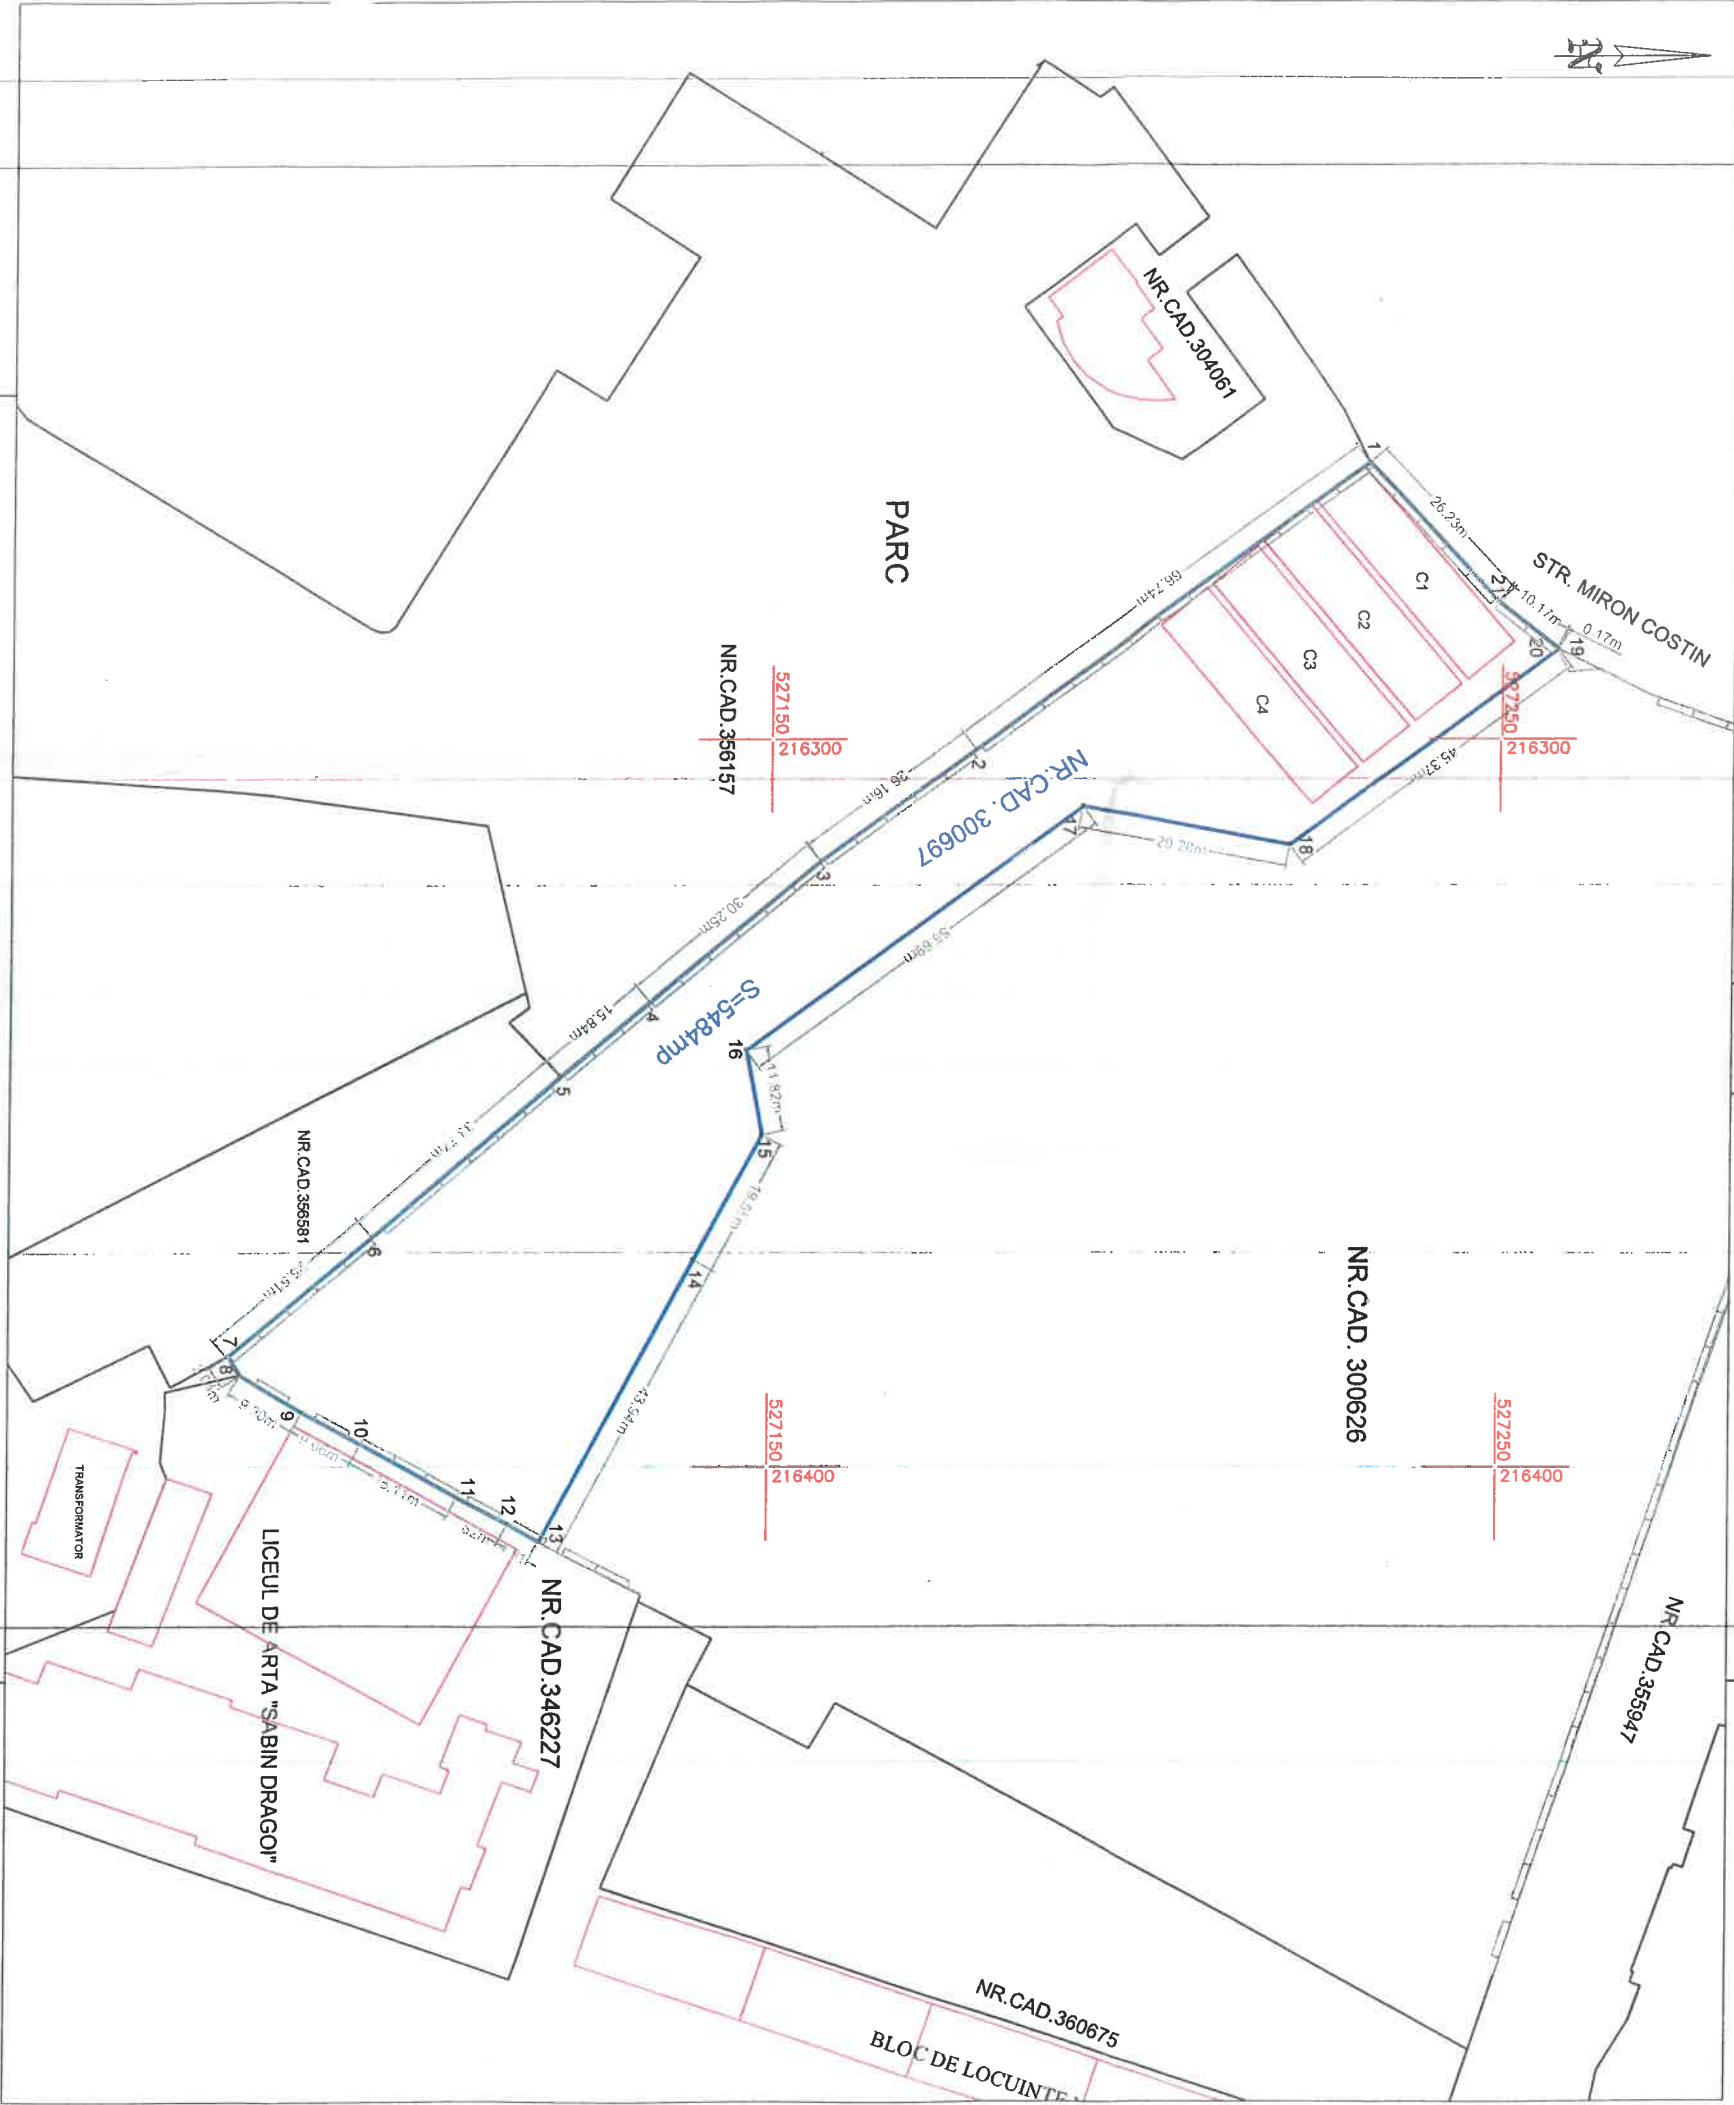 N
NR.CAD.304061
PARC
STR. MIRON COSTIN
1
26.23m
21
10.17m
0.17m
19
20
C1
C2
C3
C4
66.74m
527250
216300
45.37m
18
527150
216300
NR.CAD.356157
2
26.16m
NR.CAD. 300697
17
20.20m
3
30.25m
55.69m
S=5484mp
4
15.84m
16
11.82m
15
5
NR.CAD.356581
6
14
43.94m
NR.CAD. 300626
7
8
9
10
11
12
13
527150
216400
527250
216400
TRANSFORMATOR
LICEUL DE ARTA "SABIN DRAGOI"
NR.CAD.346227
NR.CAD.355947
NR.CAD.360675
BLOC DE LOCUINTE